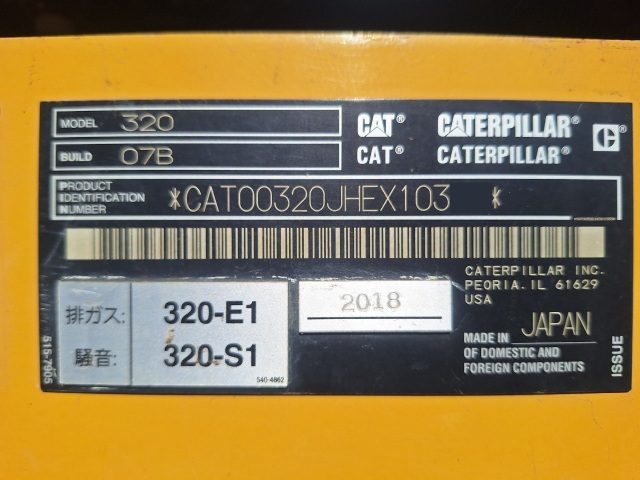 MODEL 320
BUILD 07B
CAT® CATERPILLAR®
CAT® CATERPILLAR®
C®
PRODUCT
IDENTIFICATION
NUMBER
*CAT00320JHEX103 *
CATERPILLAR INC.
PEORIA, IL 61629
USA
排ガス: 320-E1
騒音: 320-S1
540-4862
2018
MADE IN JAPAN
OF DOMESTIC AND
FOREIGN COMPONENTS
515-7905
ISSUE